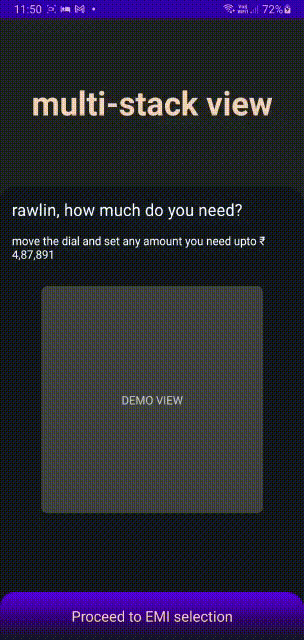 11:50 72%
multi-stack view
rawlin, how much do you need?
move the dial and set any amount you need upto ₹
4,87,891
DEMO VIEW
Proceed to EMI selection